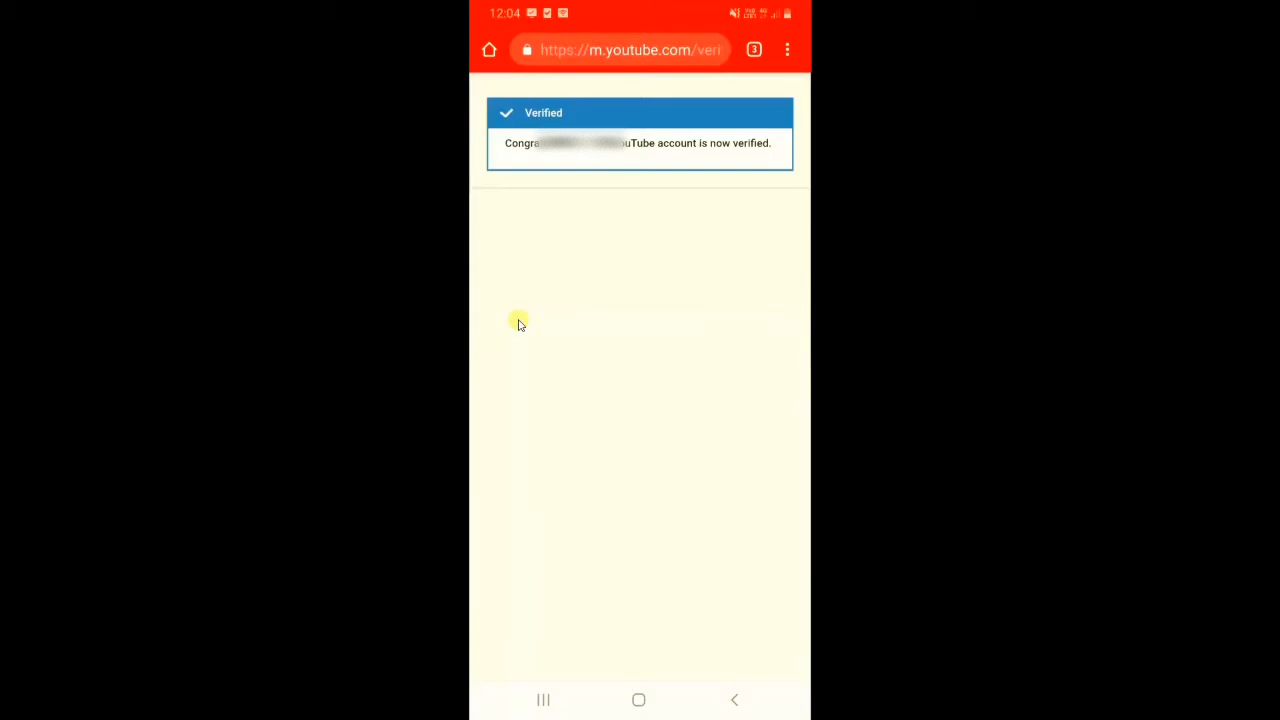 12:04
https://m.youtube.com/veri
3
Verified
Congra uTube account is now verified.